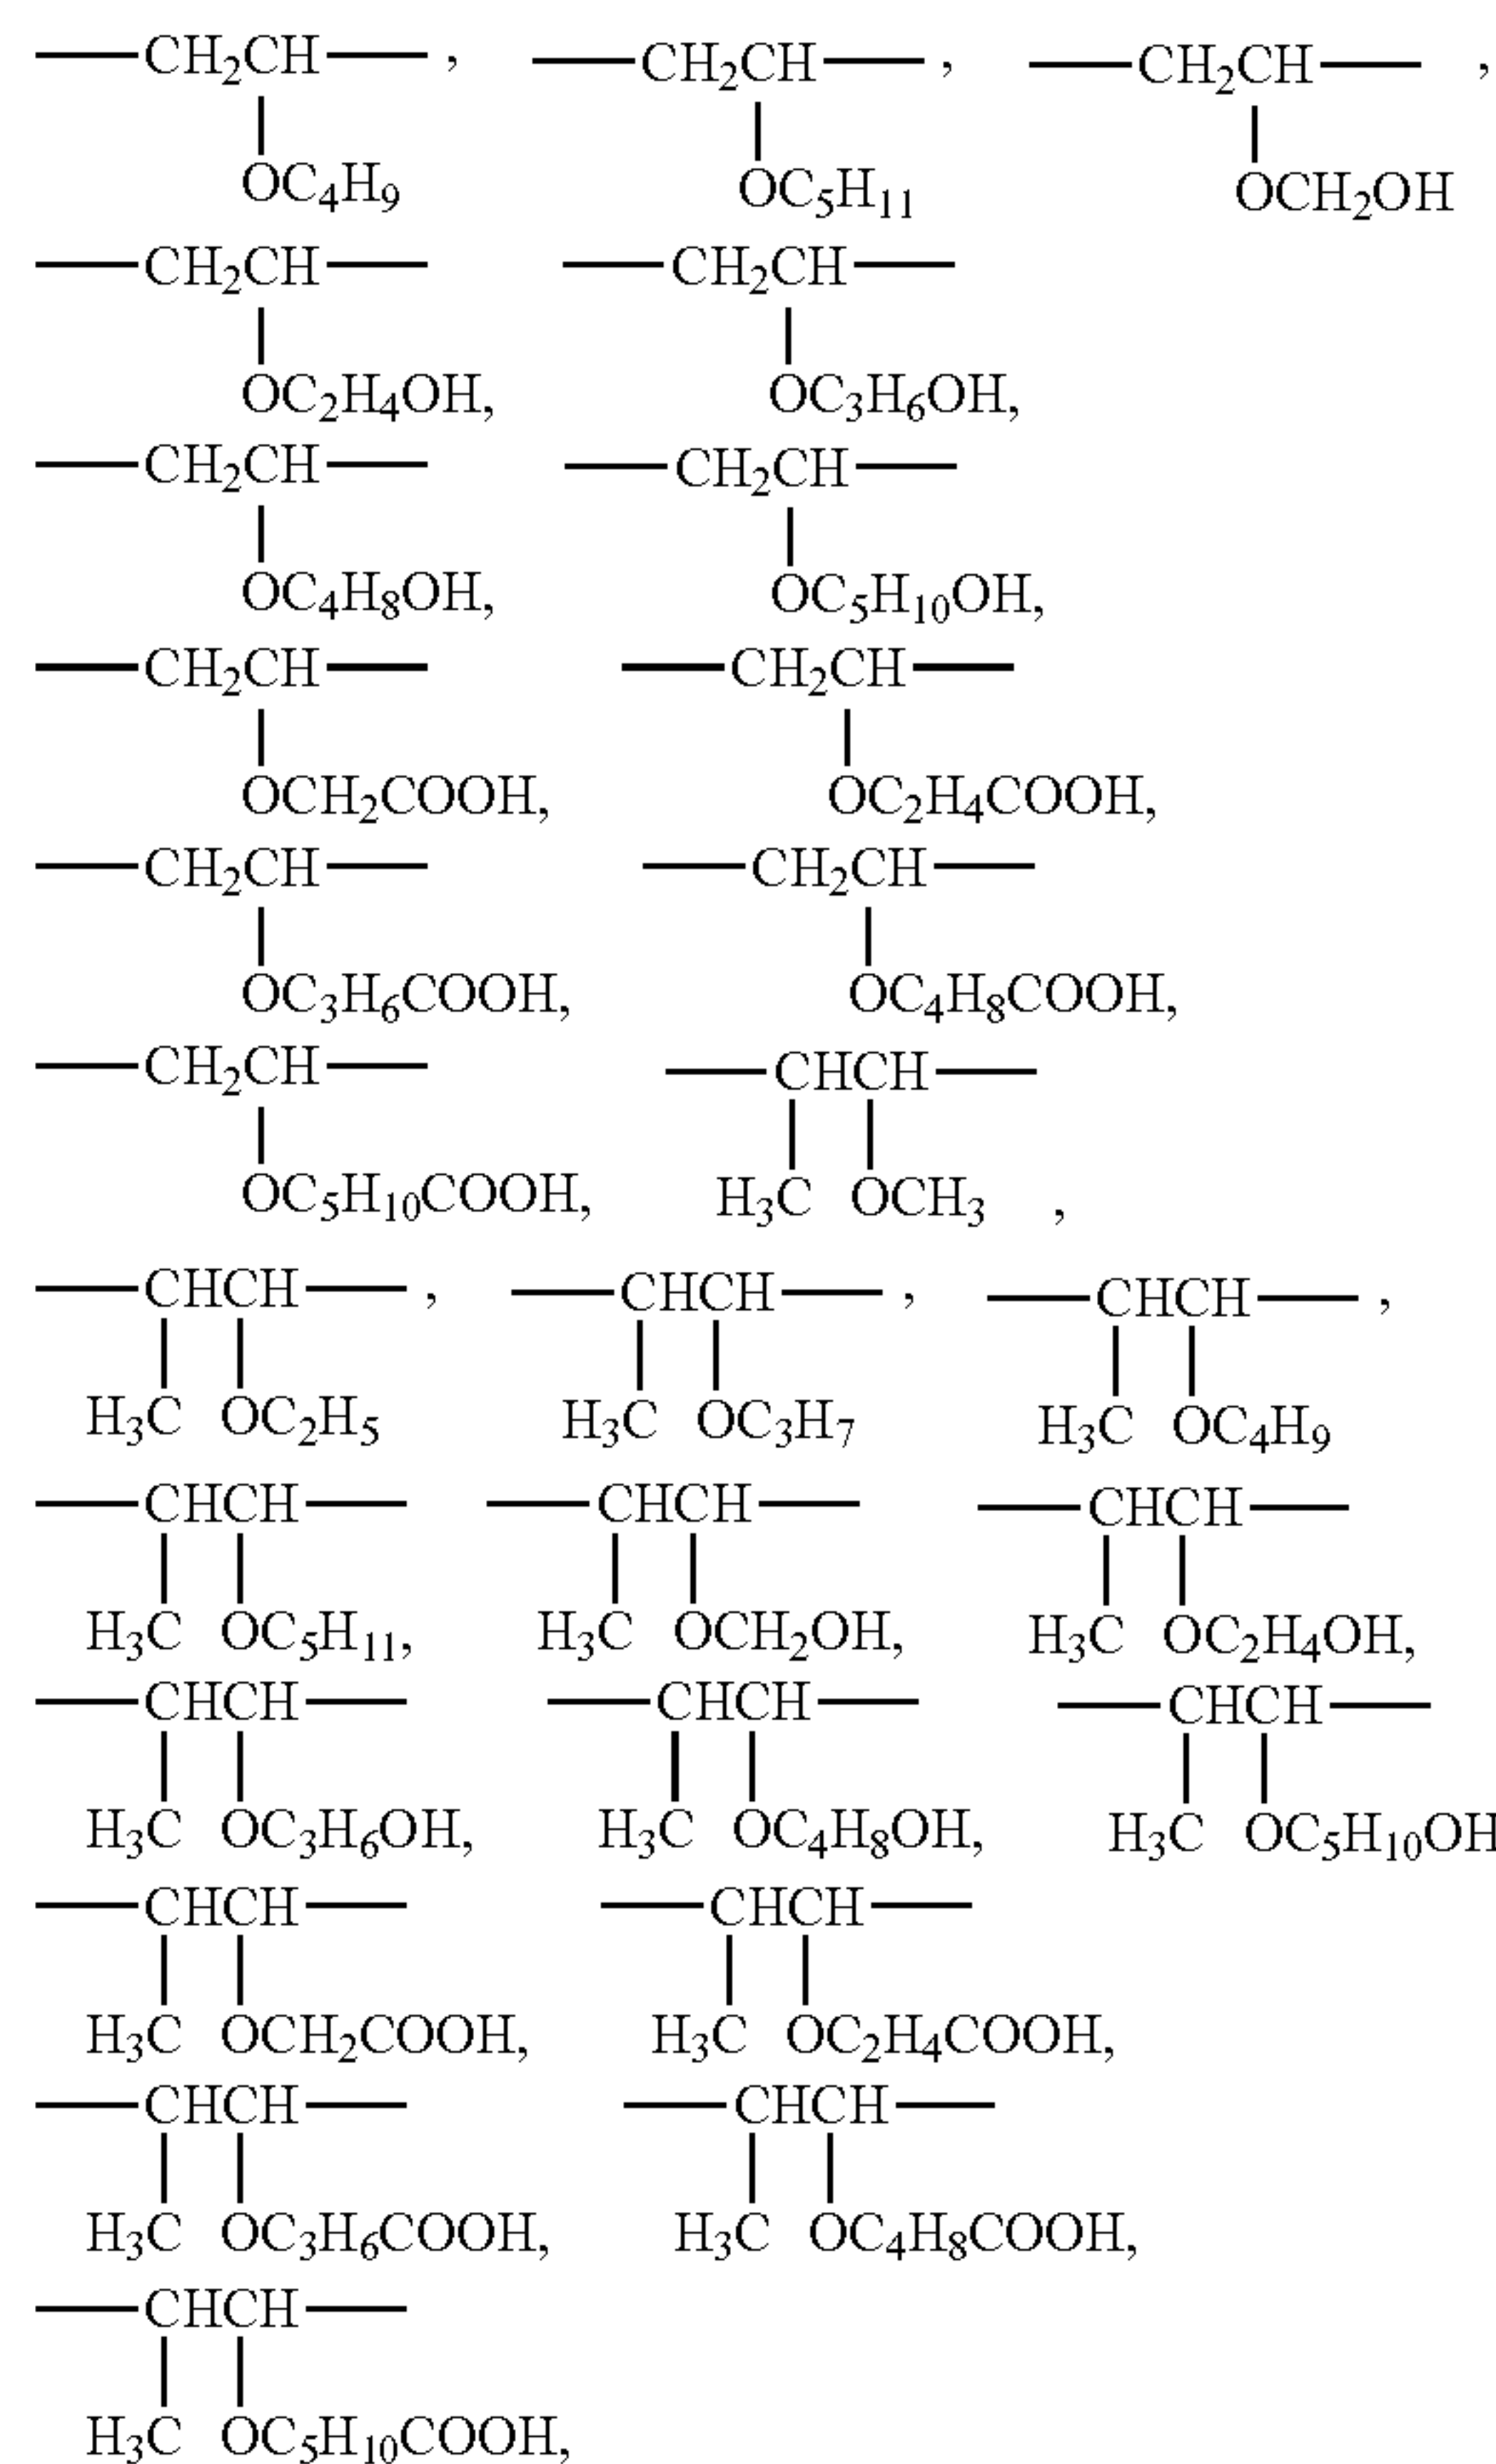 CH₂CH , CH₂CH , CH₂CH ,
OC₄H₉ OC₅H₁₁ OCH₂OH
CH₂CH CH₂CH
OC₂H₄OH, OC₃H₆OH,
CH₂CH CH₂CH
OC₄H₈OH, OC₅H₁₀OH,
CH₂CH CH₂CH
OCH₂COOH, OC₂H₄COOH,
CH₂CH CH₂CH
OC₃H₆COOH, OC₄H₈COOH,
CH₂CH CHCH
OC₅H₁₀COOH, H₃C OCH₃ ,
CHCH , CHCH , CHCH ,
H₃C OC₂H₅ H₃C OC₃H₇ H₃C OC₄H₉
CHCH CHCH CHCH
H₃C OC₅H₁₁, H₃C OCH₂OH, H₃C OC₂H₄OH,
CHCH CHCH CHCH
H₃C OC₃H₆OH, H₃C OC₄H₈OH, H₃C OC₅H₁₀OH
CHCH CHCH
H₃C OCH₂COOH, H₃C OC₂H₄COOH,
CHCH CHCH
H₃C OC₃H₆COOH, H₃C OC₄H₈COOH,
CHCH
H₃C OC₅H₁₀COOH,